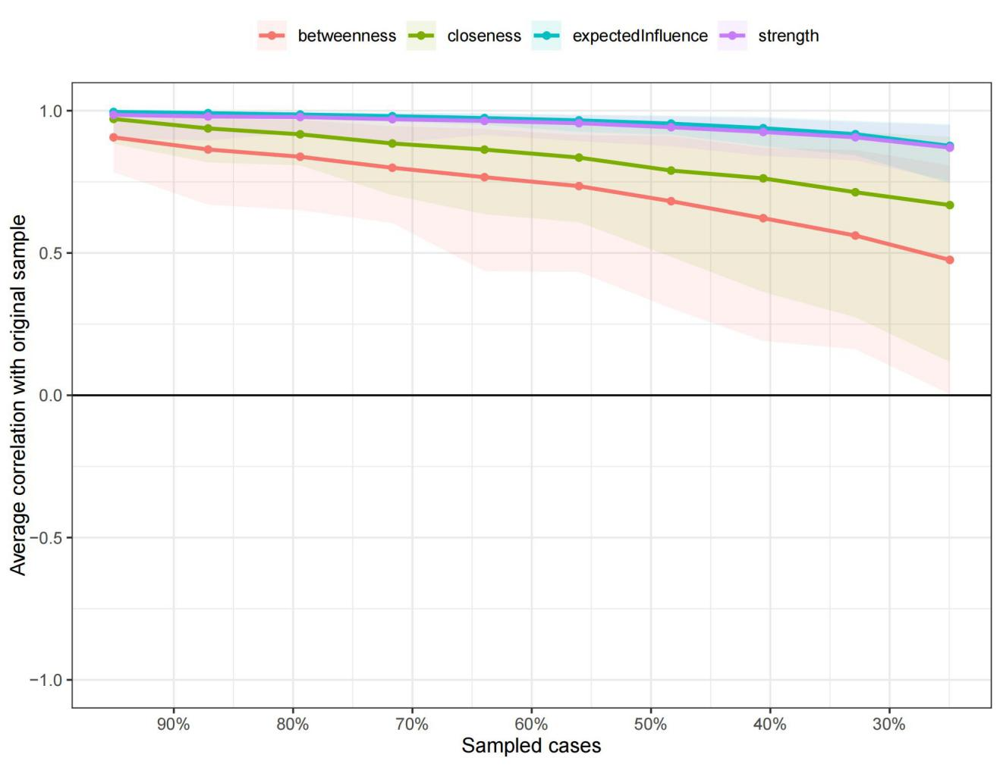 betweenness closeness expectedInfluence strength
Average correlation with original sample
1.0
0.5
0.0
−0.5
−1.0
90% 80% 70% 60% 50% 40% 30%
Sampled cases